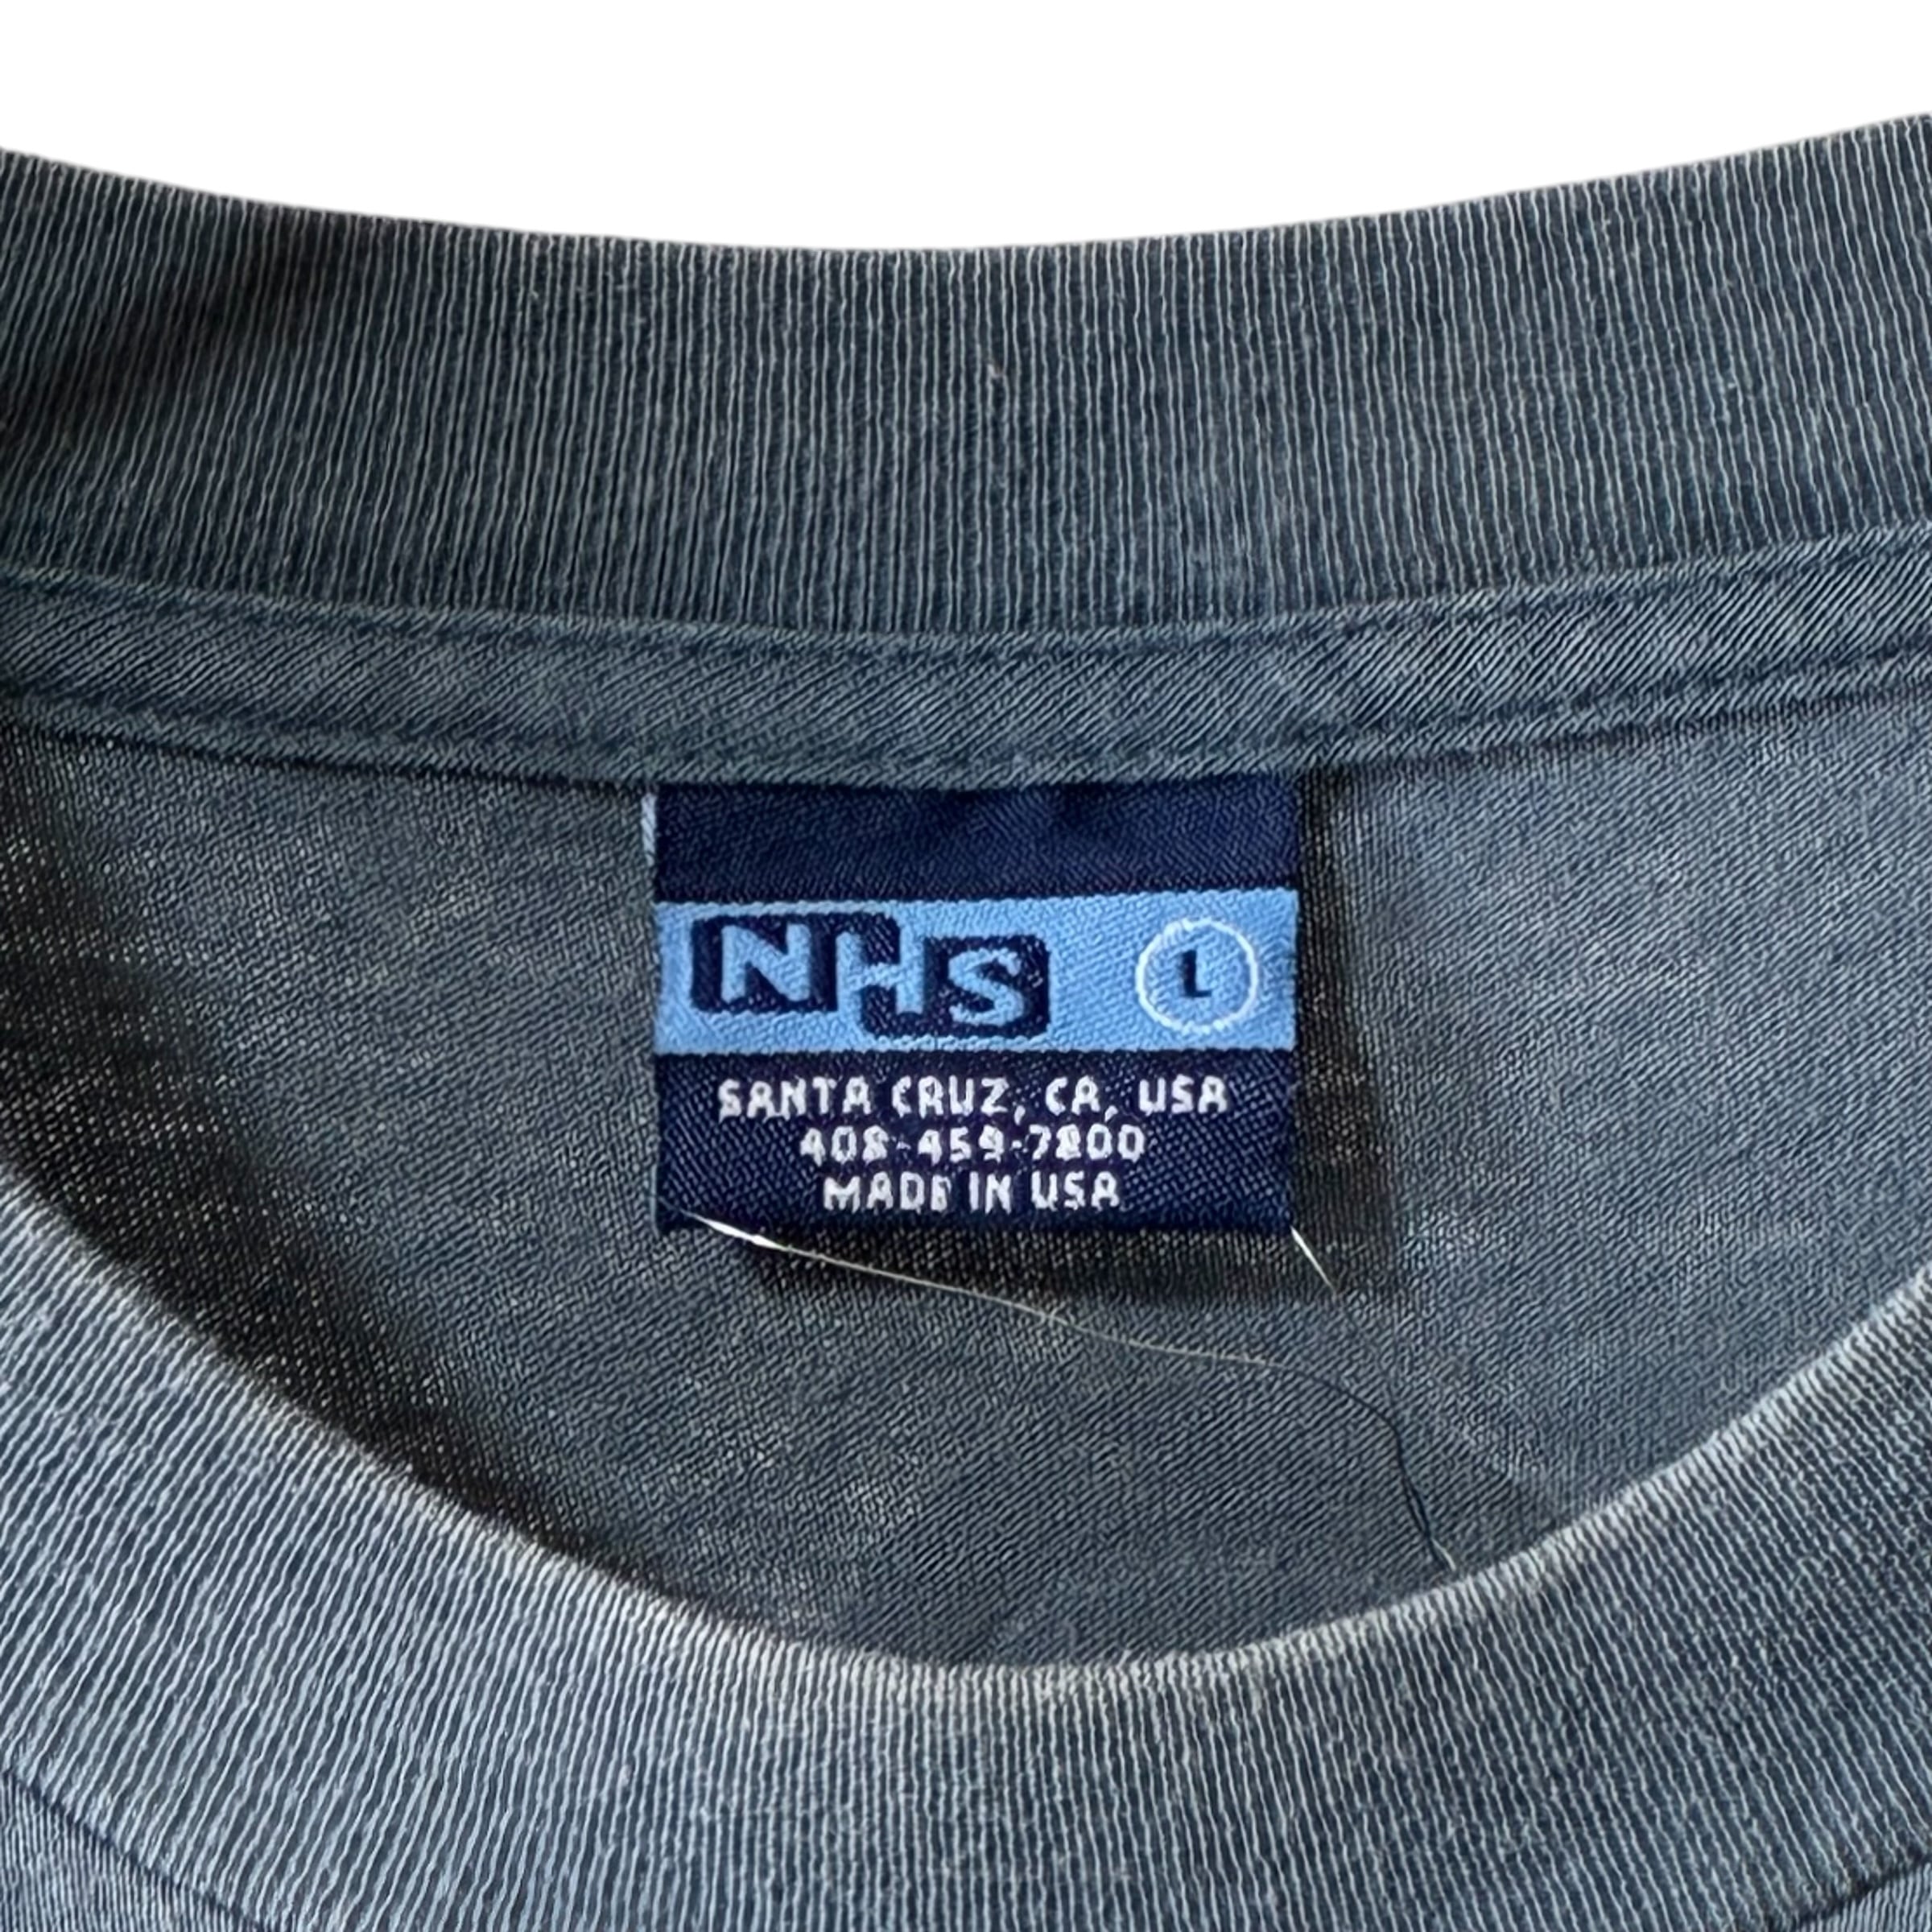 NHS L
SANTA CRUZ, CA, USA
408-459-7800
MADE IN USA